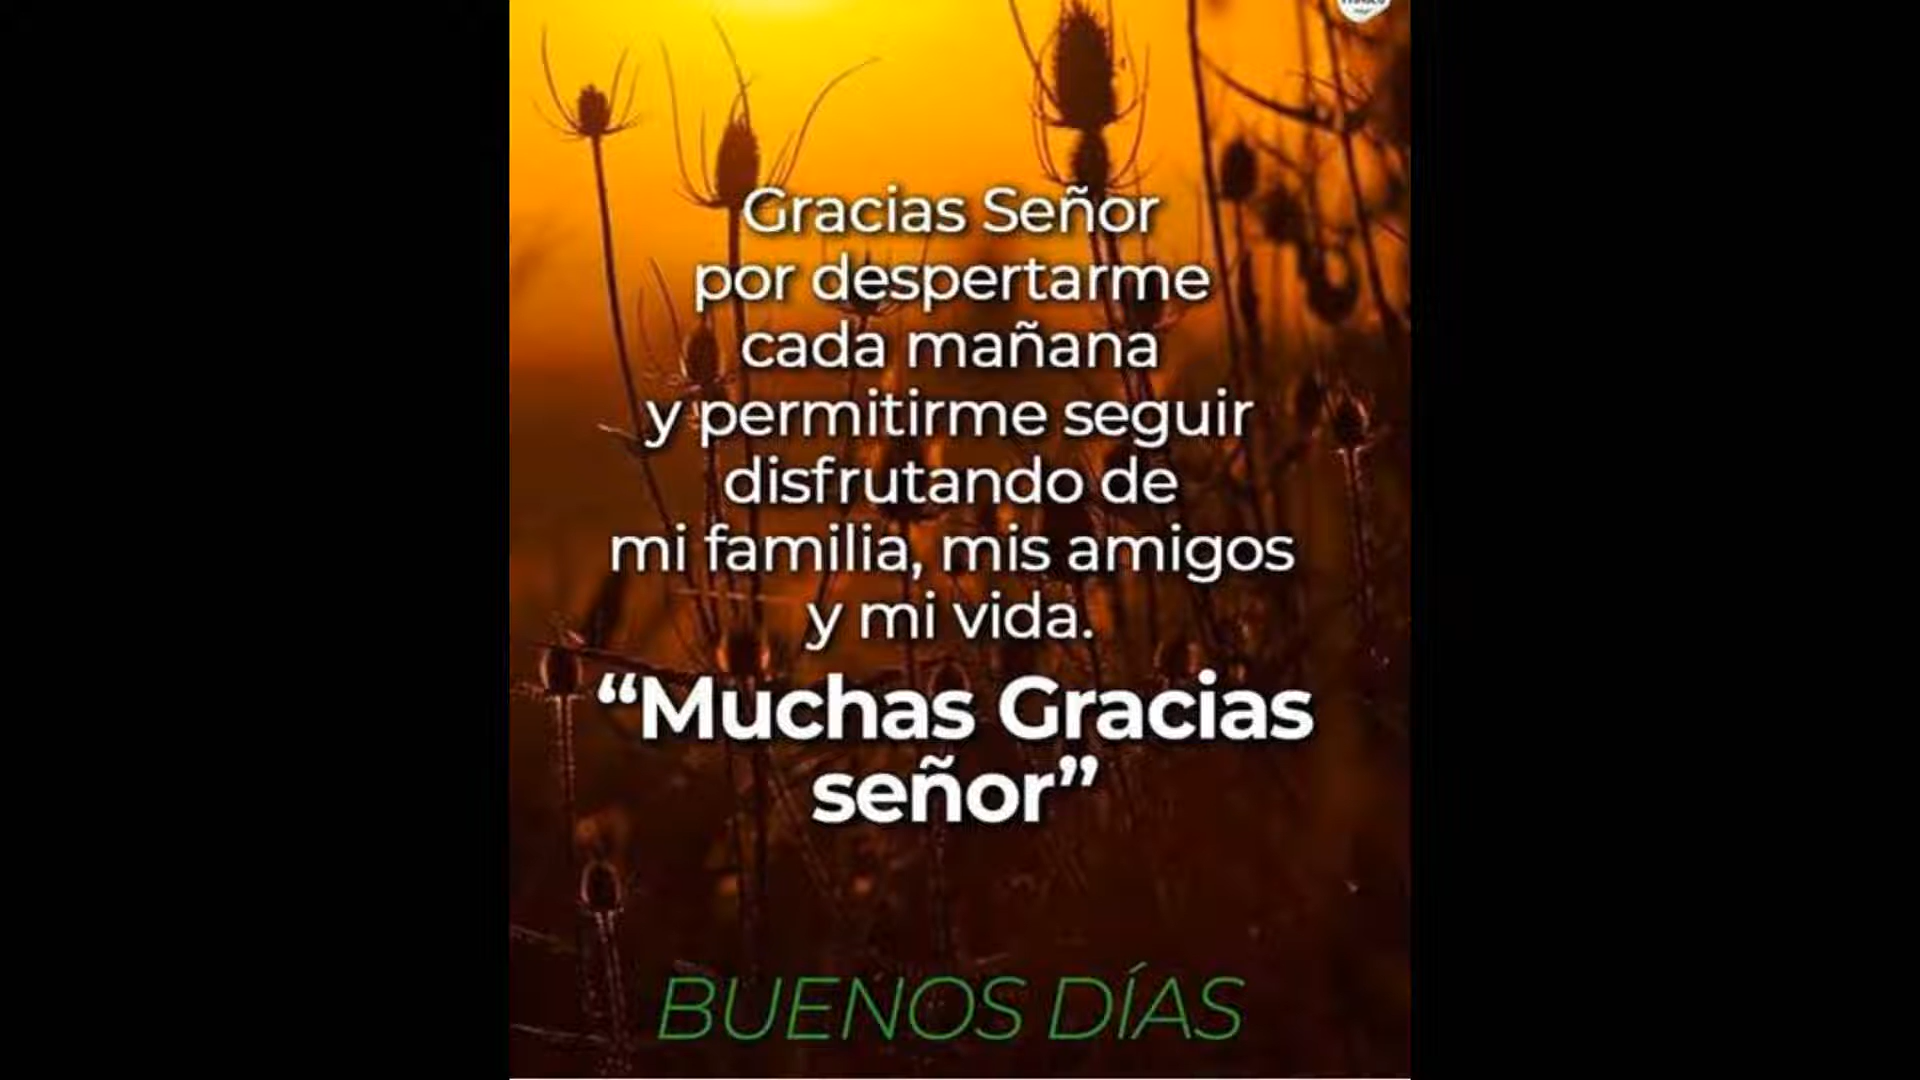 Gracias Señor
por despertarme
cada mañana
y permitirme seguir
disfrutando de
mi familia, mis amigos
y mi vida.
“Muchas Gracias
señor”
BUENOS DÍAS